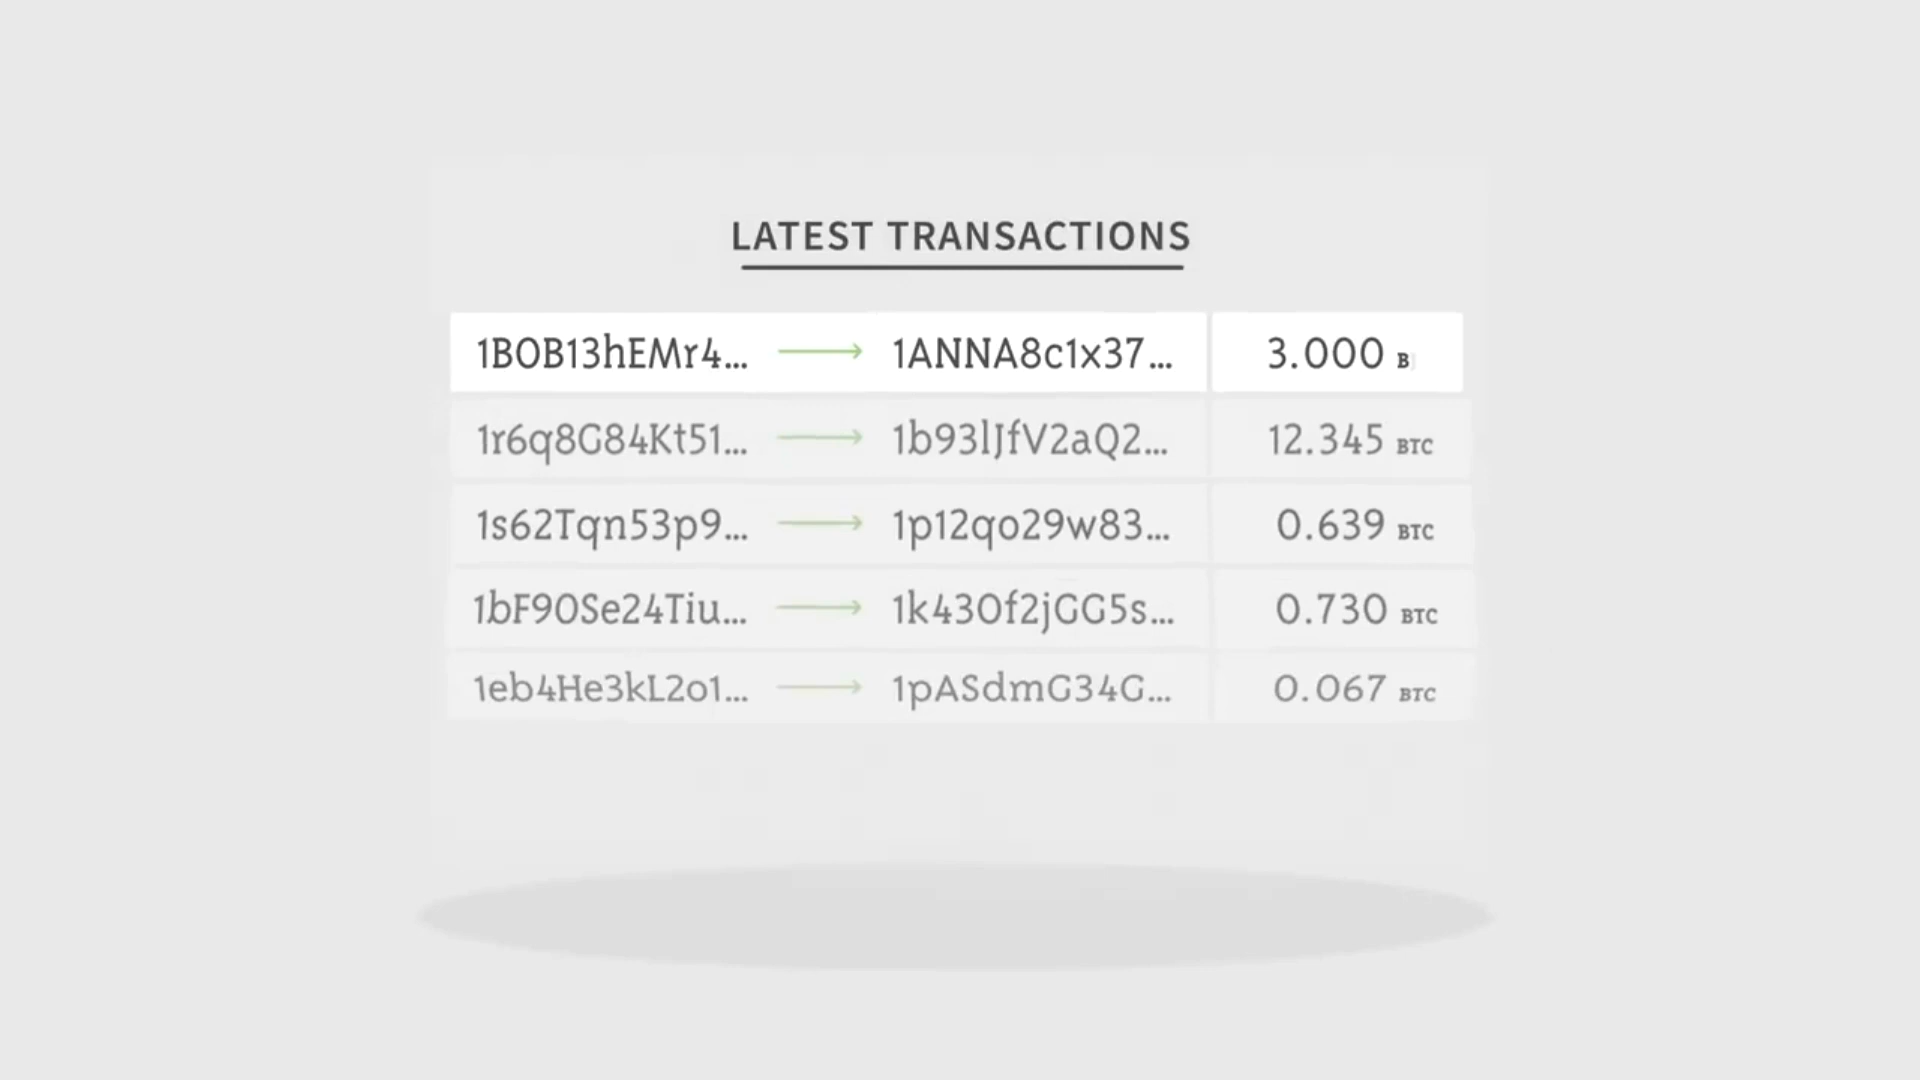 LATEST TRANSACTIONS
1BOB13hEMr4... → 1ANNA8c1x37... 3.000 B
1r6q8G84Kt51... → 1b93lJfV2aQ2... 12.345 BTC
1s62Tqn53p9... → 1p12qo29w83... 0.639 BTC
1bF90Se24Tiu... → 1k43Of2jGG5s... 0.730 BTC
1eb4He3kL2o1... → 1pASdmG34G... 0.067 BTC